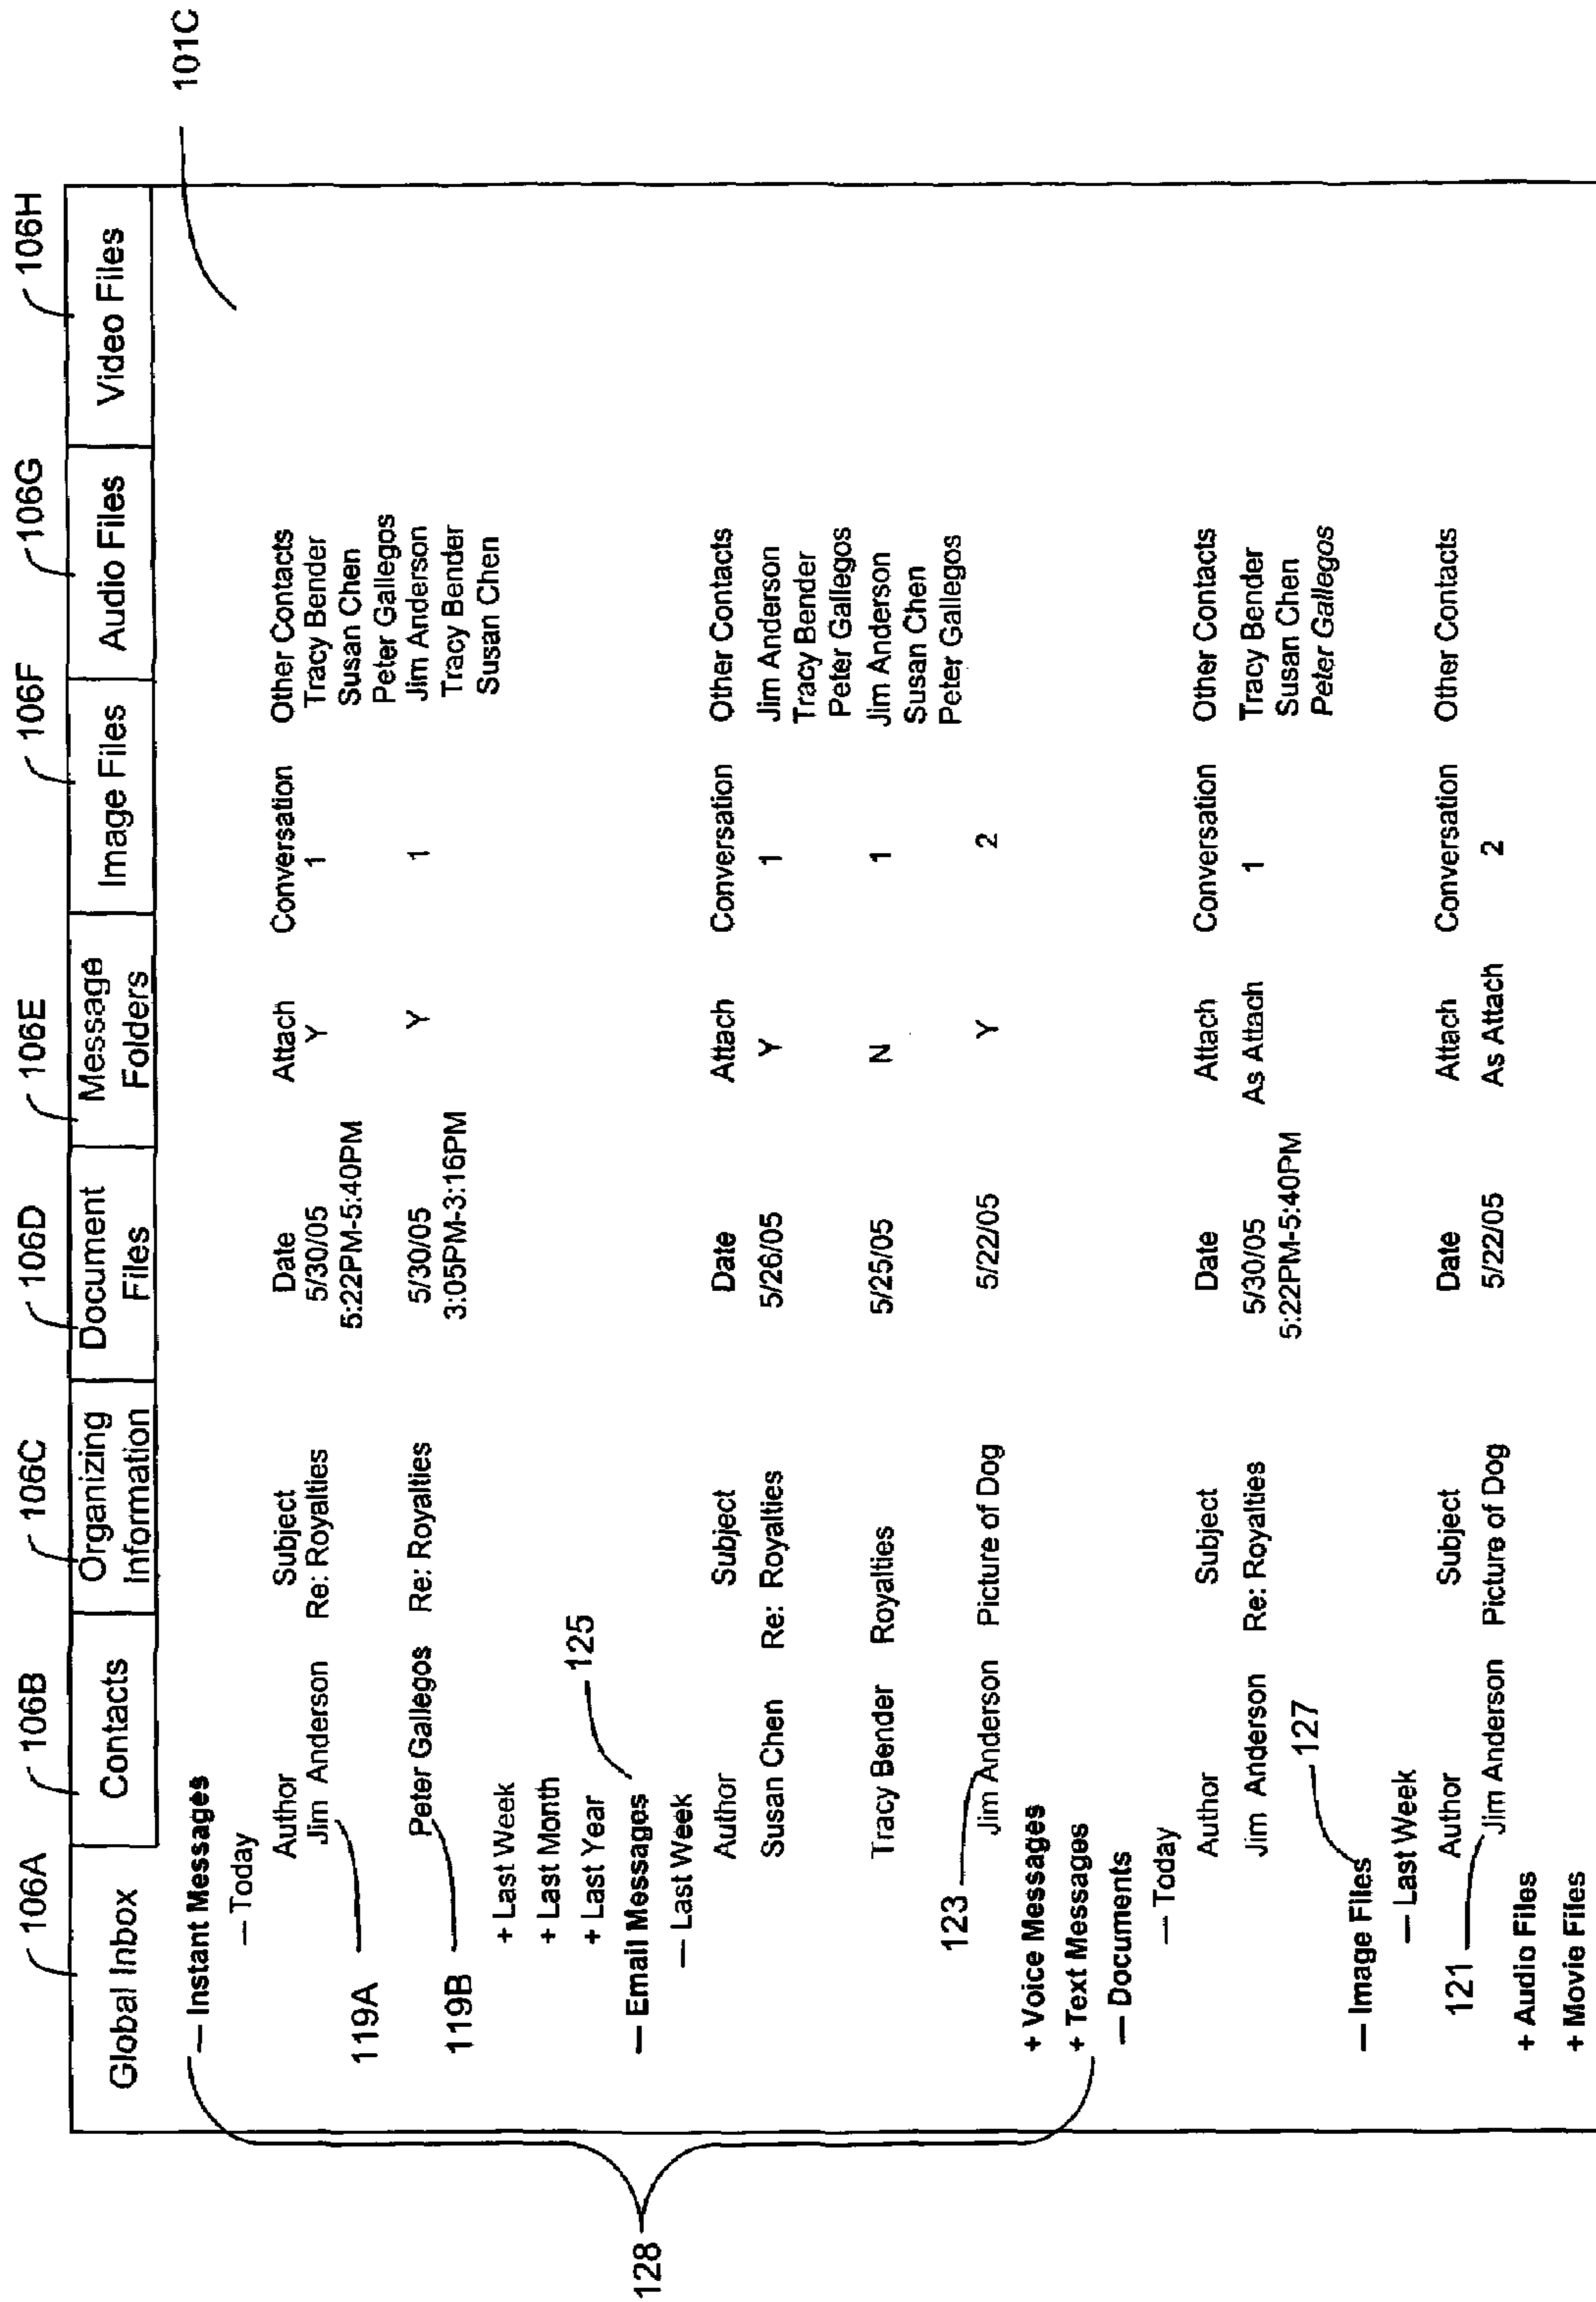 106A 106B 106C 106D 106E 106F 106G 106H
Global Inbox | Contacts | Organizing Information | Document Files | Message Folders | Image Files | Audio Files | Video Files
101C
— Instant Messages
— Today
Author Subject Date Attach Conversation Other Contacts
Jim Anderson Re: Royalties 5/30/05 Y 1 Tracy Bender
5:22PM-5:40PM Susan Chen
119A Peter Gallegos
Peter Gallegos Re: Royalties 5/30/05 Y 1 Jim Anderson
119B 3:05PM-3:16PM Tracy Bender
Susan Chen
+ Last Week
+ Last Month
+ Last Year 125
128 — Email Messages
— Last Week
Author Subject Date Attach Conversation Other Contacts
Susan Chen Re: Royalties 5/26/05 Y 1 Jim Anderson
Tracy Bender
Peter Gallegos
Tracy Bender Royalties 5/25/05 N 1 Jim Anderson
Susan Chen
123 Peter Gallegos
Jim Anderson Picture of Dog 5/22/05 Y 2
+ Voice Messages
+ Text Messages
— Documents
— Today
Author Subject Date Attach Conversation Other Contacts
Jim Anderson Re: Royalties 5/30/05 As Attach 1 Tracy Bender
5:22PM-5:40PM Susan Chen
127 Peter Gallegos
— Image Files
— Last Week
Author Subject Date Attach Conversation Other Contacts
121 Jim Anderson Picture of Dog 5/22/05 As Attach 2
+ Audio Files
+ Movie Files